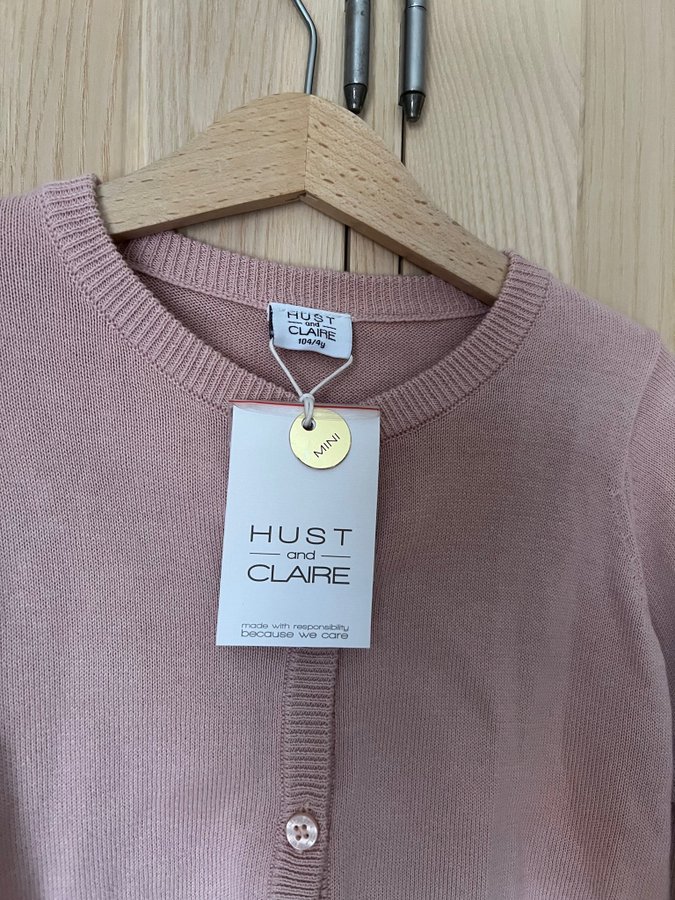 HUST
and
CLAIRE
104/4y
MINI
HUST
and
CLAIRE
made with responsibility
because we care